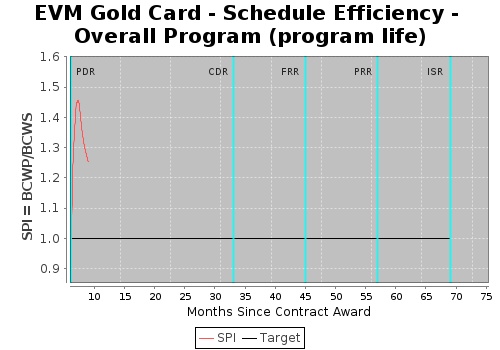 EVM Gold Card - Schedule Efficiency -
Overall Program (program life)
1.6
1.5
1.4
1.3
1.2
1.1
1.0
0.9
SPI = BCWP/BCWS
PDR CDR FRR PRR ISR
10 15 20 25 30 35 40 45 50 55 60 65 70 75
Months Since Contract Award
SPI Target